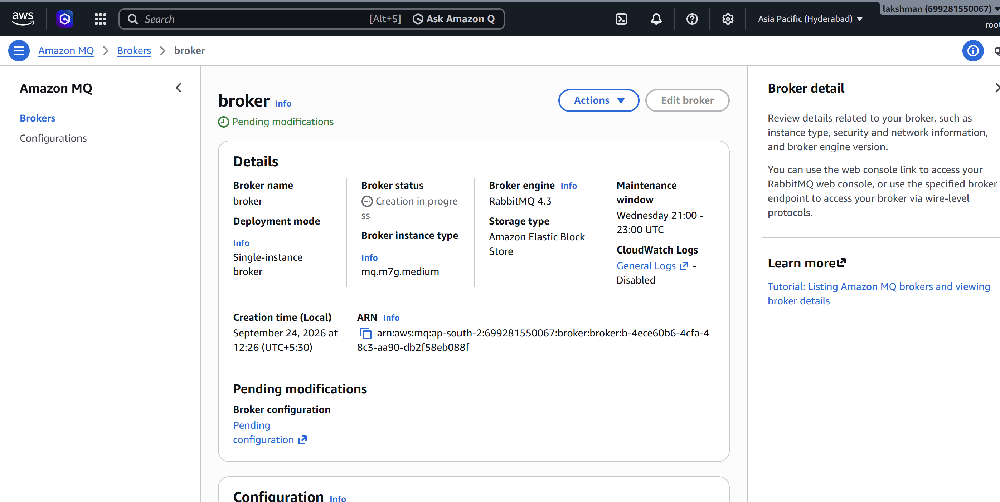 aws
Search [Alt+S] Ask Amazon Q
Asia Pacific (Hyderabad)
lakshman (699281550067)
Amazon MQ > Brokers > broker
Amazon MQ
Brokers
Configurations
broker Info
Pending modifications
Actions
Edit broker
Details
Broker name
broker
Deployment mode
Info
Single-instance
broker
Broker status
Creation in progre
ss
Broker instance type
Info
mq.m7g.medium
Broker engine Info
RabbitMQ 4.3
Storage type
Amazon Elastic Block
Store
Maintenance
window
Wednesday 21:00 -
23:00 UTC
CloudWatch Logs
General Logs -
Disabled
Creation time (Local)
September 24, 2026 at
12:26 (UTC+5:30)
ARN Info
arn:aws:mq:ap-south-2:699281550067:broker:broker:b-4ece60b6-4cfa-4
8c3-aa90-db2f58eb088f
Pending modifications
Broker configuration
Pending
configuration
Configuration Info
Broker detail
Review details related to your broker, such as
instance type, security and network information,
and broker engine version.
You can use the web console link to access your
RabbitMQ web console, or use the specified broker
endpoint to access your broker via wire-level
protocols.
Learn more
Tutorial: Listing Amazon MQ brokers and viewing
broker details